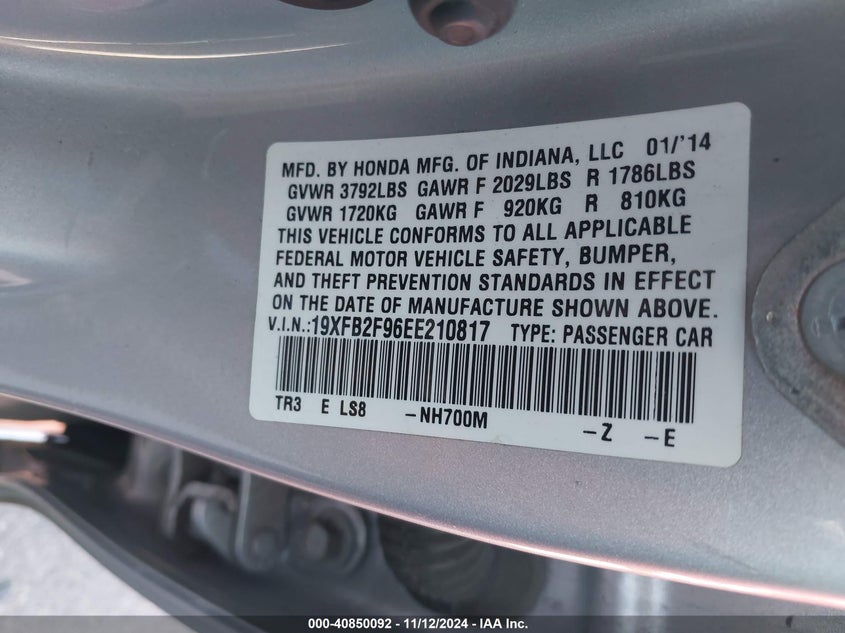 MFD. BY HONDA MFG. OF INDIANA, LLC 01/'14
GVWR 3792LBS GAWR F 2029LBS R 1786LBS
GVWR 1720KG GAWR F 920KG R 810KG
THIS VEHICLE CONFORMS TO ALL APPLICABLE
FEDERAL MOTOR VEHICLE SAFETY, BUMPER,
AND THEFT PREVENTION STANDARDS IN EFFECT
ON THE DATE OF MANUFACTURE SHOWN ABOVE.
V.I.N.:19XFB2F96EE210817 TYPE: PASSENGER CAR
TR3 E LS8 -NH700M -Z -E
000-40850092 - 11/12/2024 - IAA Inc.